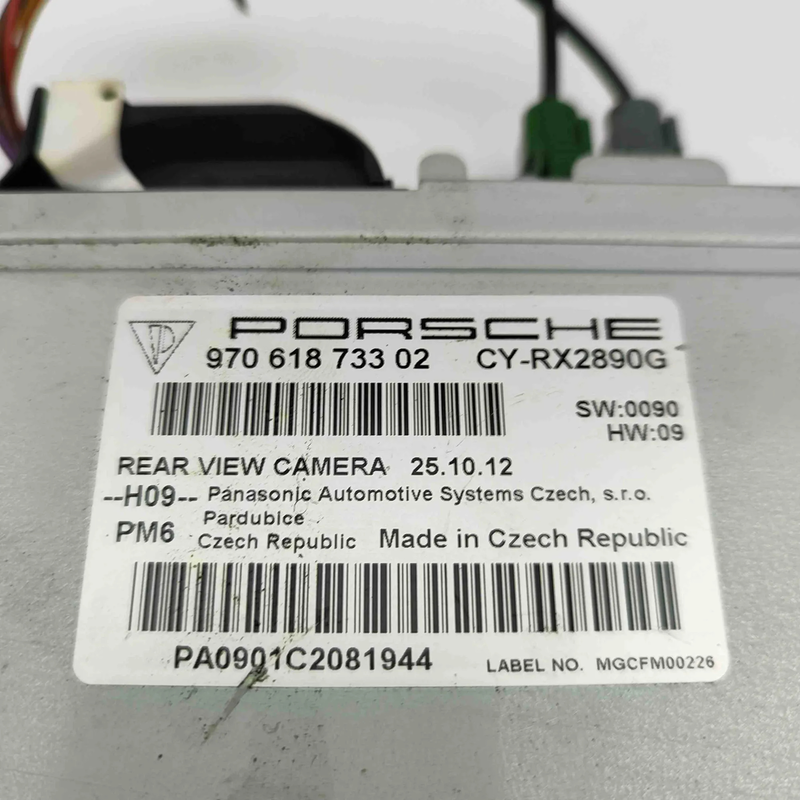 PORSCHE
970 618 733 02 CY-RX2890G
SW:0090
HW:09
REAR VIEW CAMERA 25.10.12
--H09-- Panasonic Automotive Systems Czech, s.r.o.
PM6 Pardubice
Czech Republic Made in Czech Republic
PA0901C2081944 LABEL NO. MGCFM00226